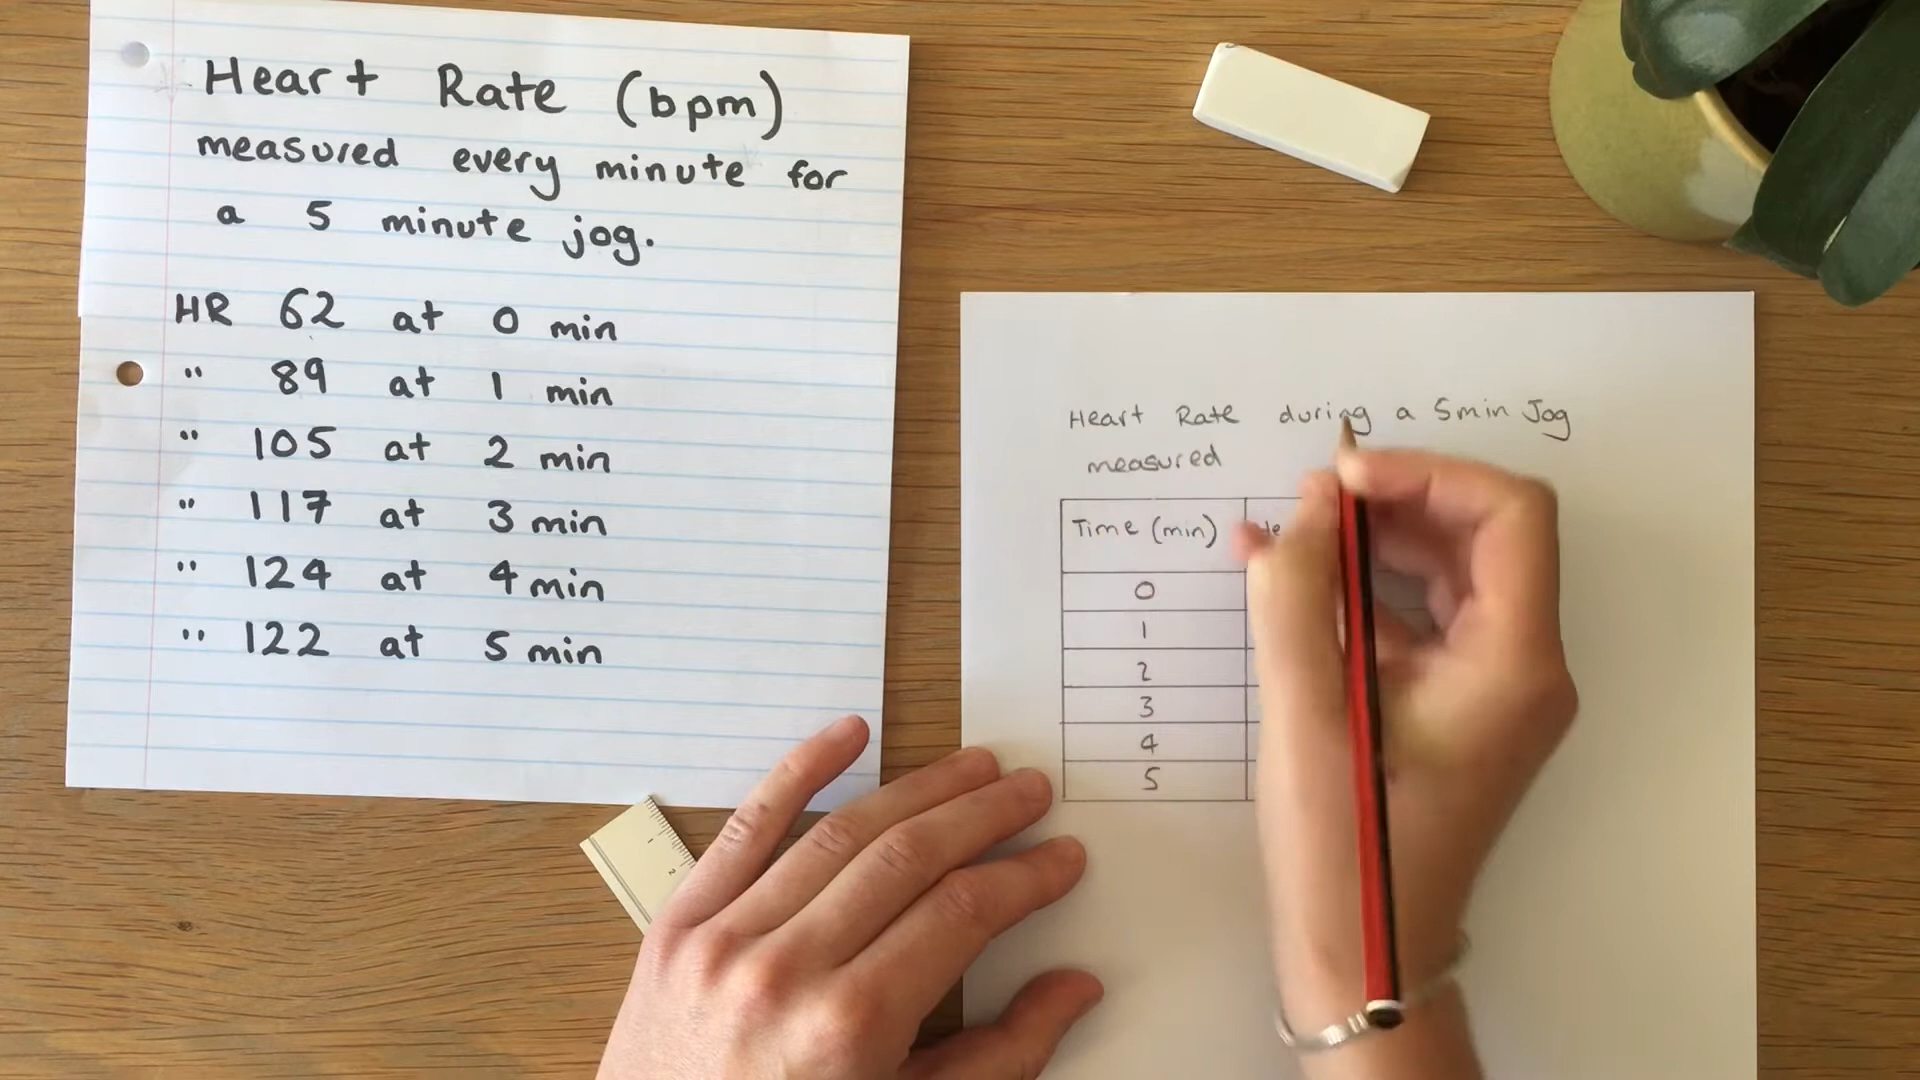 Heart Rate (bpm)
measured every minute for
a 5 minute jog.
HR 62 at 0 min
" 89 at 1 min
" 105 at 2 min
" 117 at 3 min
" 124 at 4 min
" 122 at 5 min
Heart Rate during a 5min Jog
measured
Time (min)
0
1
2
3
4
5
1
2